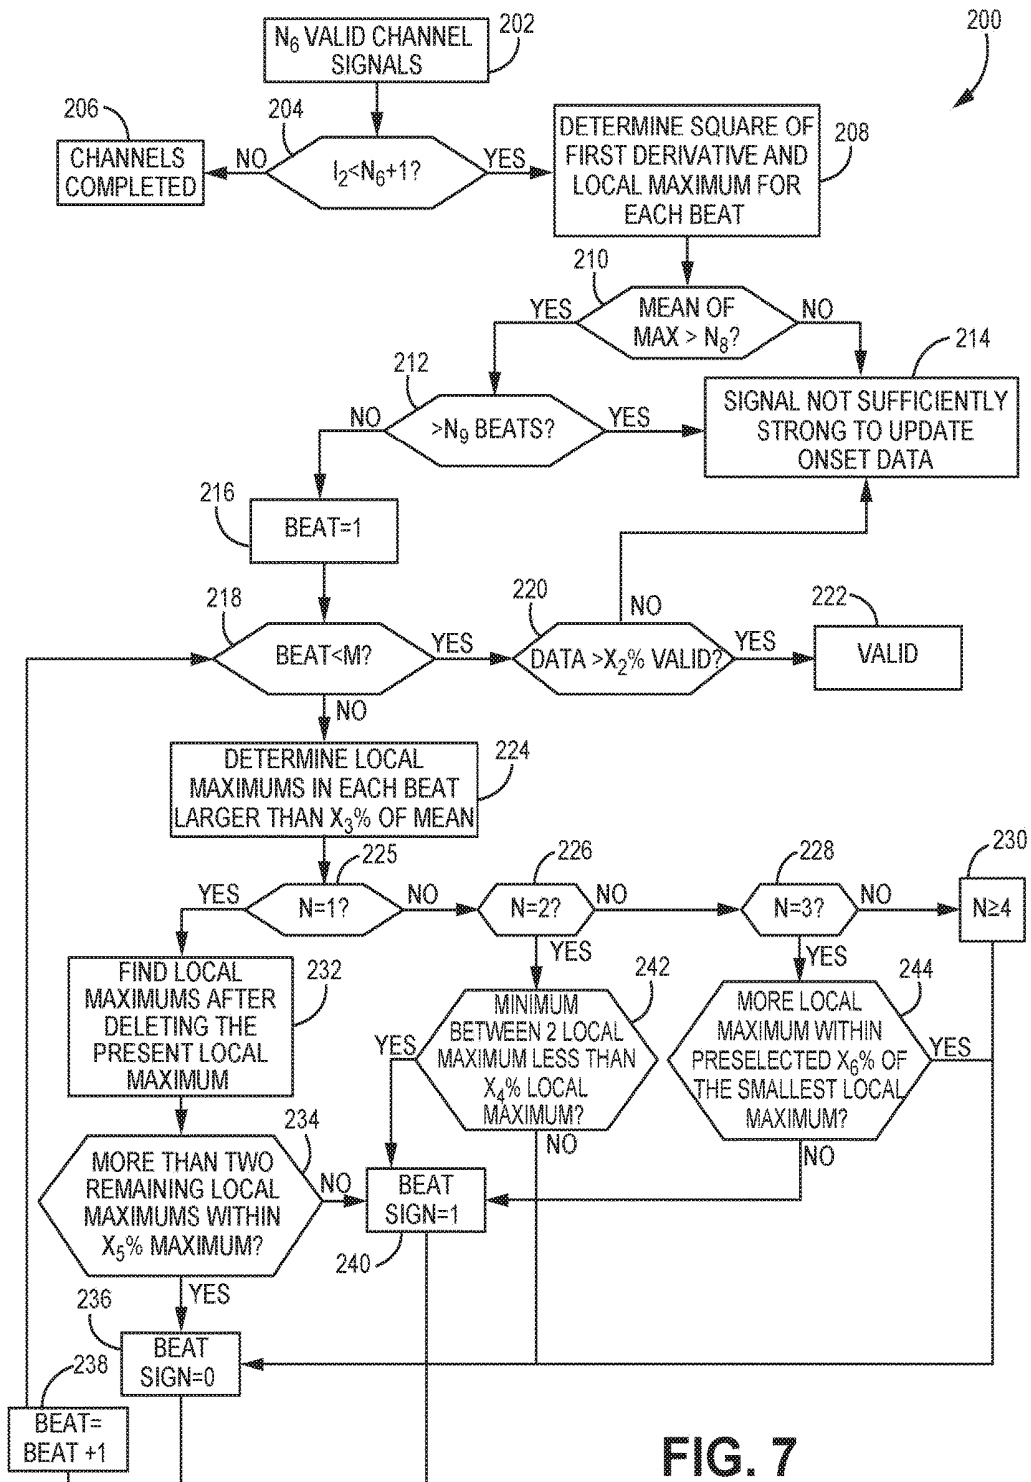 N6 VALID CHANNEL
SIGNALS
202
200
206
204
CHANNELS
COMPLETED
NO
I2<N6+1?
YES
DETERMINE SQUARE OF
FIRST DERIVATIVE AND
LOCAL MAXIMUM FOR
EACH BEAT
208
210
YES
MEAN OF
MAX > N8?
NO
214
212
NO
>N9 BEATS?
YES
SIGNAL NOT SUFFICIENTLY
STRONG TO UPDATE
ONSET DATA
216
BEAT=1
218
BEAT<M?
YES
220
NO
DATA >X2% VALID?
YES
222
VALID
NO
DETERMINE LOCAL
MAXIMUMS IN EACH BEAT
LARGER THAN X3% OF MEAN
224
225
226
228
230
YES
N=1?
NO
N=2?
NO
N=3?
NO
N≥4
YES
YES
FIND LOCAL
MAXIMUMS AFTER
DELETING THE
PRESENT LOCAL
MAXIMUM
232
242
MINIMUM
BETWEEN 2 LOCAL
MAXIMUM LESS THAN
X4% LOCAL
MAXIMUM?
YES
NO
244
MORE LOCAL
MAXIMUM WITHIN
PRESELECTED X6% OF
THE SMALLEST LOCAL
MAXIMUM?
YES
NO
234
MORE THAN TWO
REMAINING LOCAL
MAXIMUMS WITHIN
X5% MAXIMUM?
NO
BEAT
SIGN=1
240
YES
236
BEAT
SIGN=0
238
BEAT=
BEAT +1
FIG. 7